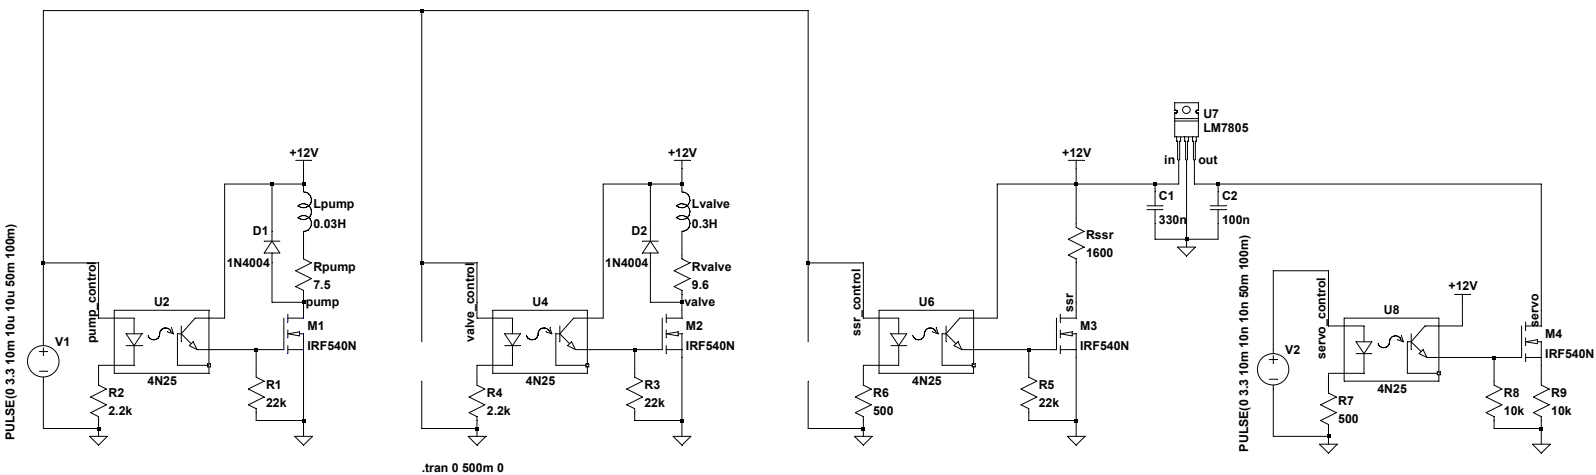 U7
LM7805
in
out
+12V
+12V
+12V
Lpump
0.03H
Lvalve
0.3H
C1
330n
C2
100n
D1
1N4004
D2
1N4004
Rssr
1600
Rpump
7.5
Rvalve
9.6
PULSE(0 3.3 10m 10u 10u 50m 100m)
pump_control
valve_control
ssr_control
PULSE(0 3.3 10m 10n 10n 50m 100m)
servo_control
+12V
U2
pump
U4
valve
U6
ssr
U8
servo
V1
M1
IRF540N
M2
IRF540N
M3
IRF540N
V2
M4
IRF540N
4N25
4N25
4N25
4N25
R2
2.2k
R1
22k
R4
2.2k
R3
22k
R6
500
R5
22k
R7
500
R8
10k
R9
10k
.tran 0 500m 0